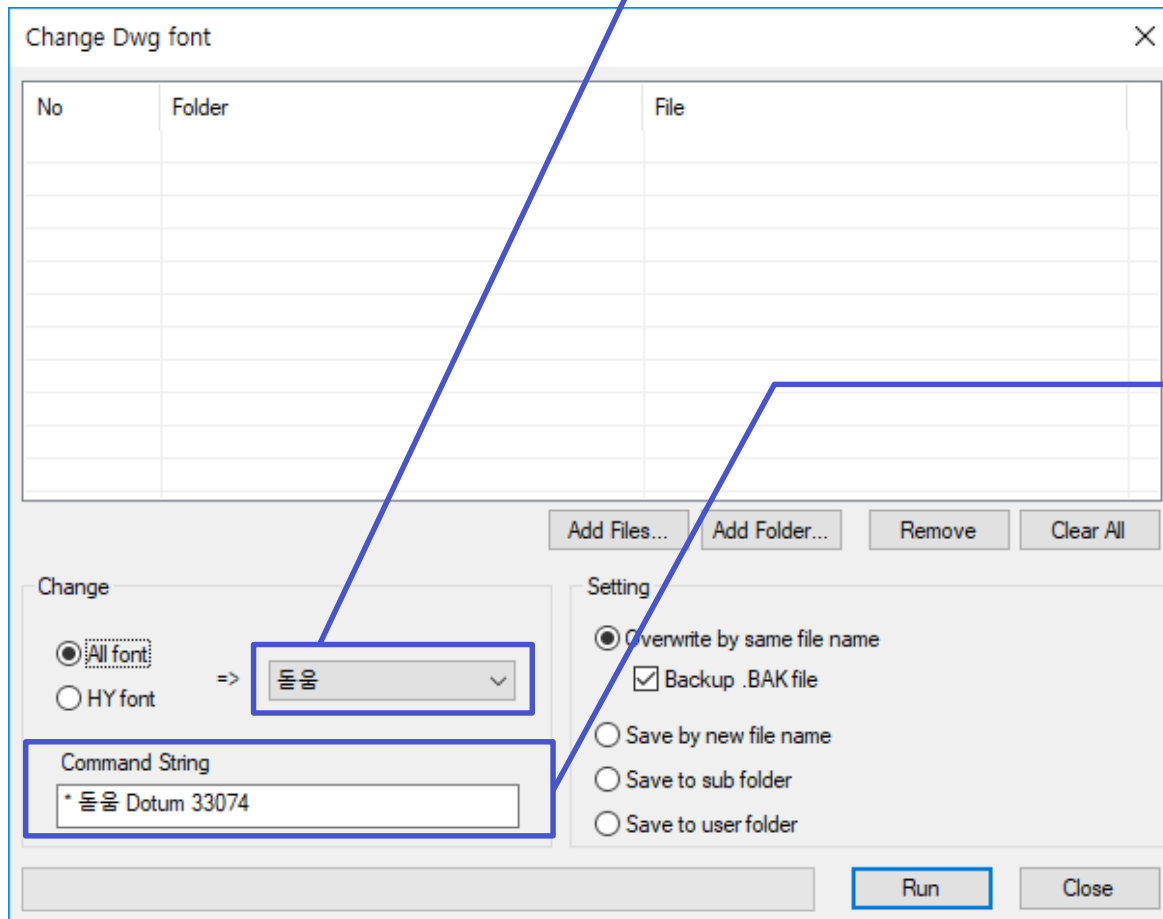 Change Dwg font
No Folder File
Add Files... Add Folder... Remove Clear All
Change
All font
HY font
=>
돋움
Command String
* 돋움 Dotum 33074
Setting
Overwrite by same file name
Backup .BAK file
Save by new file name
Save to sub folder
Save to user folder
Run Close